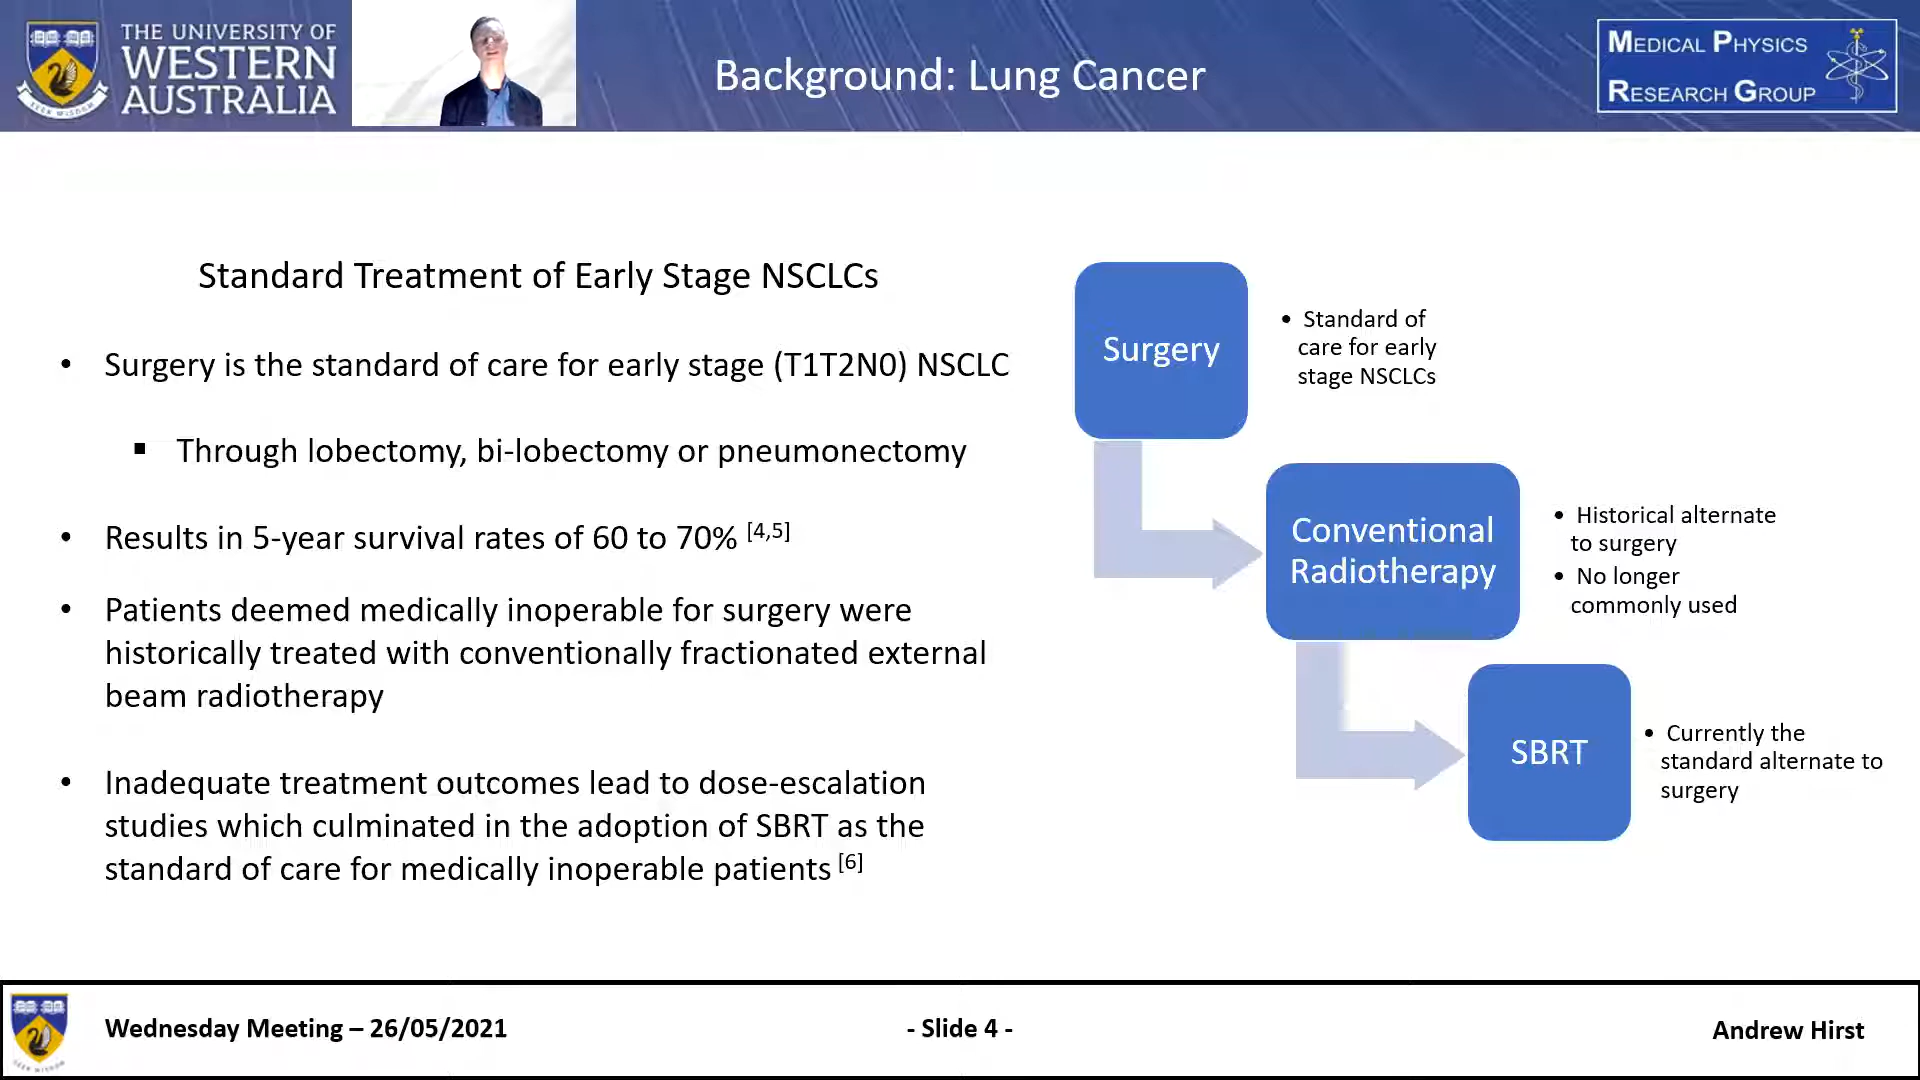 THE UNIVERSITY OF
WESTERN
AUSTRALIA
Background: Lung Cancer
MEDICAL PHYSICS
RESEARCH GROUP
Standard Treatment of Early Stage NSCLCs
• Surgery is the standard of care for early stage (T1T2N0) NSCLC
▪ Through lobectomy, bi-lobectomy or pneumonectomy
• Results in 5-year survival rates of 60 to 70% [4,5]
• Patients deemed medically inoperable for surgery were
historically treated with conventionally fractionated external
beam radiotherapy
• Inadequate treatment outcomes lead to dose-escalation
studies which culminated in the adoption of SBRT as the
standard of care for medically inoperable patients [6]
Surgery
• Standard of
care for early
stage NSCLCs
Conventional
Radiotherapy
• Historical alternate
to surgery
• No longer
commonly used
SBRT
• Currently the
standard alternate to
surgery
Wednesday Meeting – 26/05/2021
- Slide 4 -
Andrew Hirst